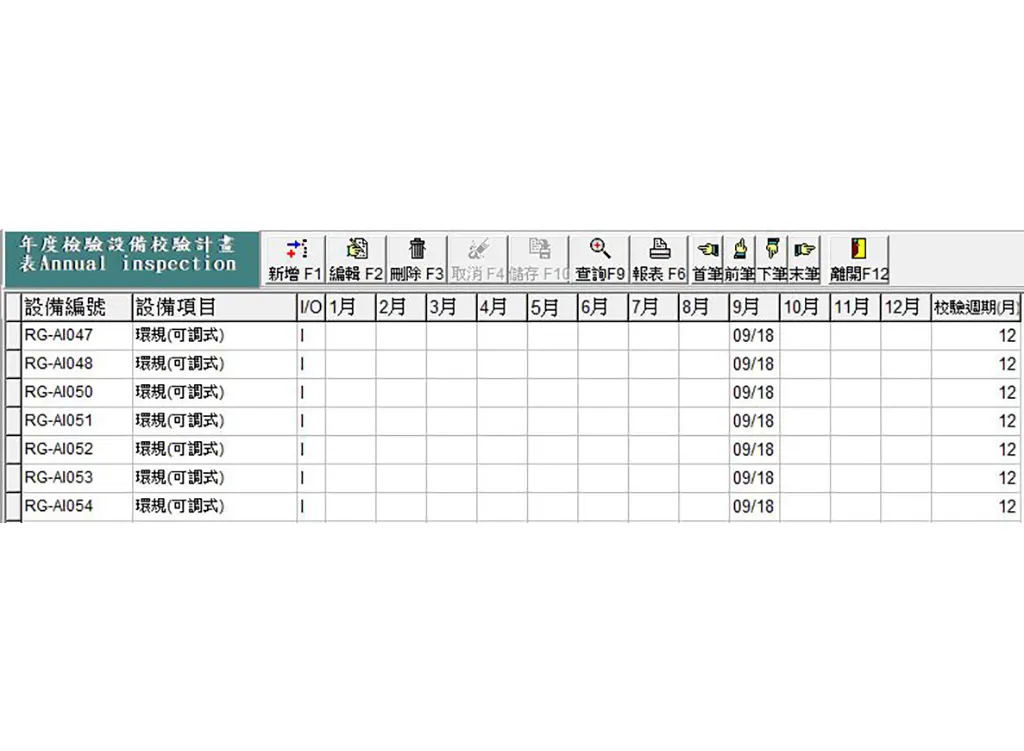 年度檢驗設備校驗計畫
表Annual inspcction
新增 F1 編輯 F2 刪除 F3 取消 F4 儲存 F10 查詢F9 報表 F6 首筆 前筆 下筆 末筆 離開F12
設備編號 設備項目 I/O 1月 2月 3月 4月 5月 6月 7月 8月 9月 10月 11月 12月 校驗週期(月)
RG-AI047 環規(可調式) I 09/18 12
RG-AI048 環規(可調式) I 09/18 12
RG-AI050 環規(可調式) I 09/18 12
RG-AI051 環規(可調式) I 09/18 12
RG-AI052 環規(可調式) I 09/18 12
RG-AI053 環規(可調式) I 09/18 12
RG-AI054 環規(可調式) I 09/18 12